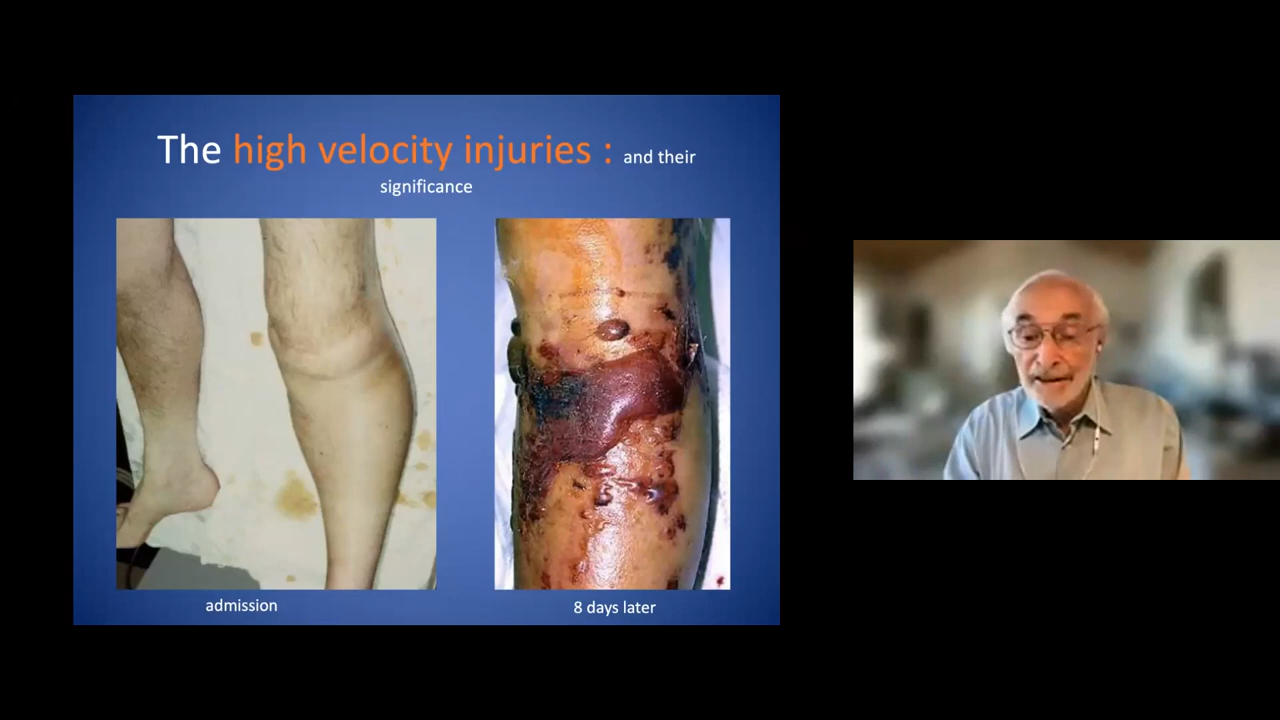 The high velocity injuries : and their
significance
admission
8 days later